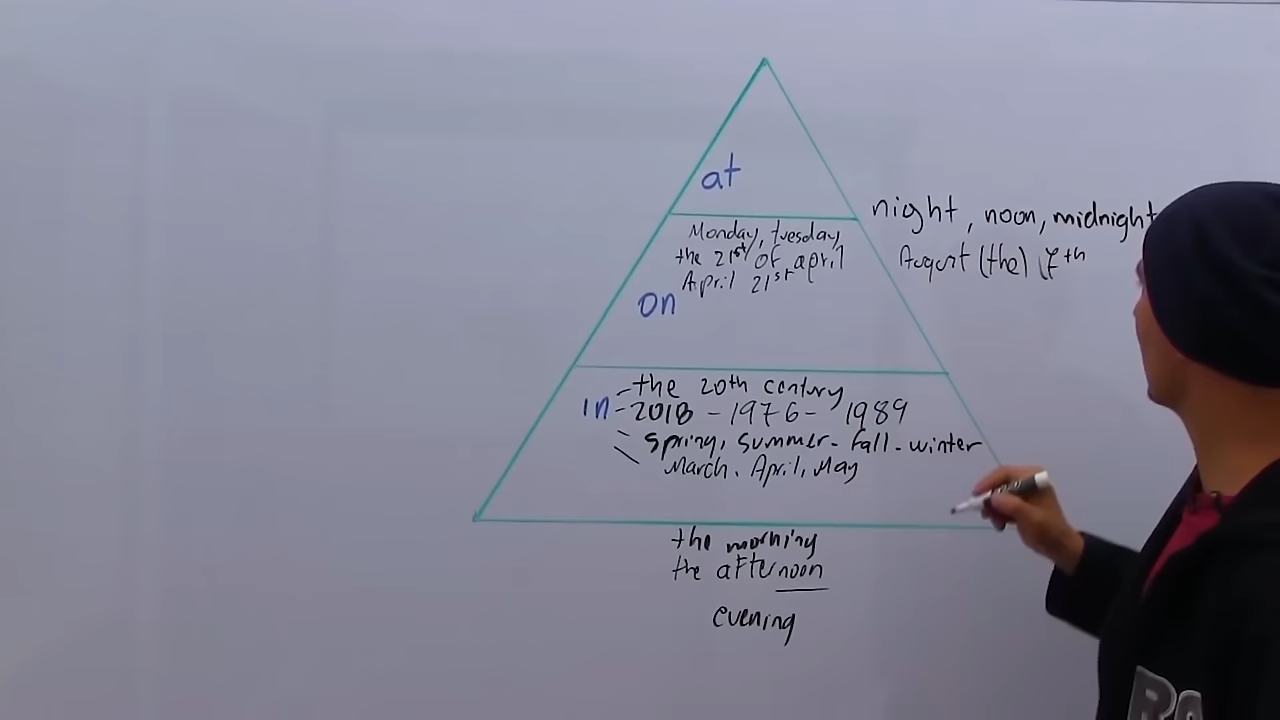 at
night, noon, midnight
Monday, tuesday,
the 21st of april
April 21st
August (the) 17th
on
in - the 20th century
- 2018 - 1976 - 1989
spring, summer - fall - winter
March. April, May
the morning
the afternoon
evening